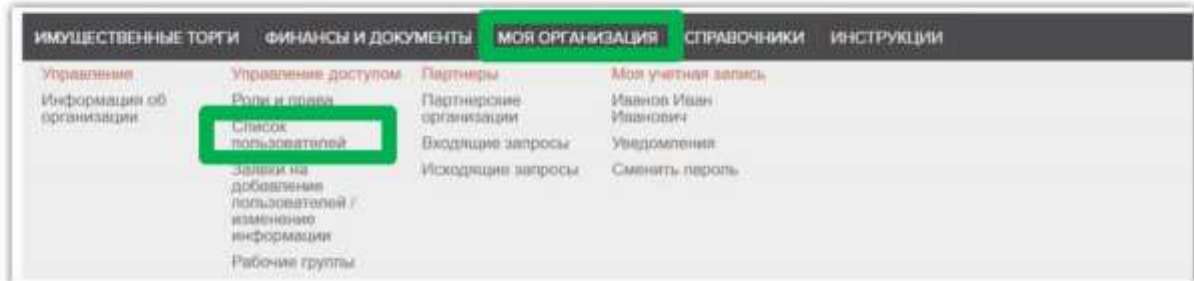 ИМУЩЕСТВЕННЫЕ ТОРГИ ФИНАНСЫ И ДОКУМЕНТЫ МОЯ ОРГАНИЗАЦИЯ СПРАВОЧНИКИ ИНСТРУКЦИИ
Управление
Информация об
организации
Управление доступом
Роли и права
Список
пользователей
Заявки на
добавление
пользователей /
изменение
информации
Рабочие группы
Партнеры
Партнерские
организации
Входящие запросы
Исходящие запросы
Моя учетная запись
Иванов Иван
Иванович
Уведомления
Сменить пароль